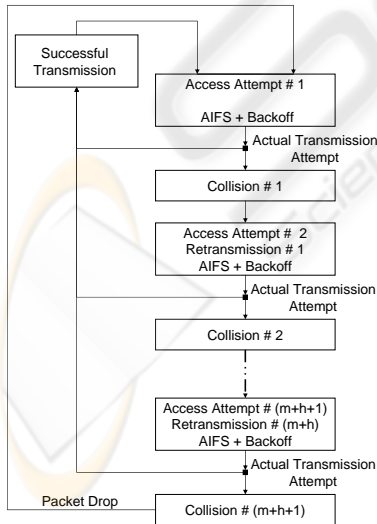 Successful
Transmission
Access Attempt # 1
AIFS + Backoff
Actual Transmission
Attempt
Collision # 1
Access Attempt #  2
Retransmission # 1
AIFS + Backoff
Actual Transmission
Attempt
Collision # 2
Access Attempt # (m+h+1)
Retransmission # (m+h)
AIFS + Backoff
Actual Transmission
Attempt
Packet Drop
Collision # (m+h+1)